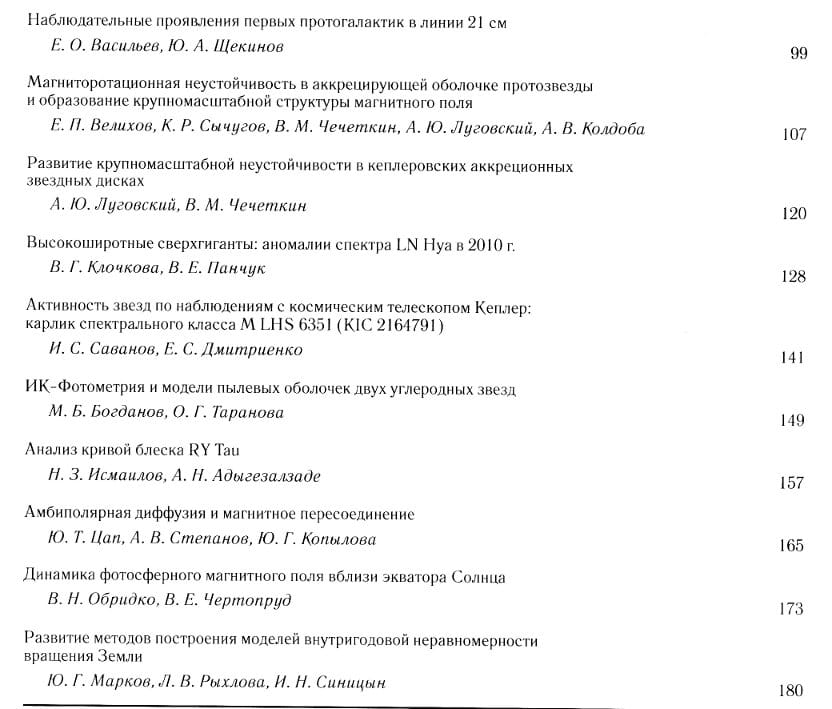 Наблюдательные проявления первых протогалактик в линии 21 см
Е. О. Васильев, Ю. А. Щекинов 99
Магниторотационная неустойчивость в аккрецирующей оболочке протозвезды
и образование крупномасштабной структуры магнитного поля
Е. П. Велихов, К. Р. Сычугов, В. М. Чечеткин, А. Ю. Луговский, А. В. Колдоба 107
Развитие крупномасштабной неустойчивости в кеплеровских аккреционных
звездных дисках
А. Ю. Луговский, В. М. Чечеткин 120
Высокоширотные сверхгиганты: аномалии спектра LN Hya в 2010 г.
В. Г. Клочкова, В. Е. Панчук 128
Активность звезд по наблюдениям с космическим телескопом Кеплер:
карлик спектрального класса М LHS 6351 (KIC 2164791)
И. С. Саванов, Е. С. Дмитриенко 141
ИК-Фотометрия и модели пылевых оболочек двух углеродных звезд
М. Б. Богданов, О. Г. Таранова 149
Анализ кривой блеска RY Tau
Н. З. Исмаилов, А. Н. Адыгезалзаде 157
Амбиполярная диффузия и магнитное пересоединение
Ю. Т. Цап, А. В. Степанов, Ю. Г. Копылова 165
Динамика фотосферного магнитного поля вблизи экватора Солнца
В. Н. Обридко, В. Е. Чертопруд 173
Развитие методов построения моделей внутригодовой неравномерности
вращения Земли
Ю. Г. Марков, Л. В. Рыхлова, И. Н. Синицын 180